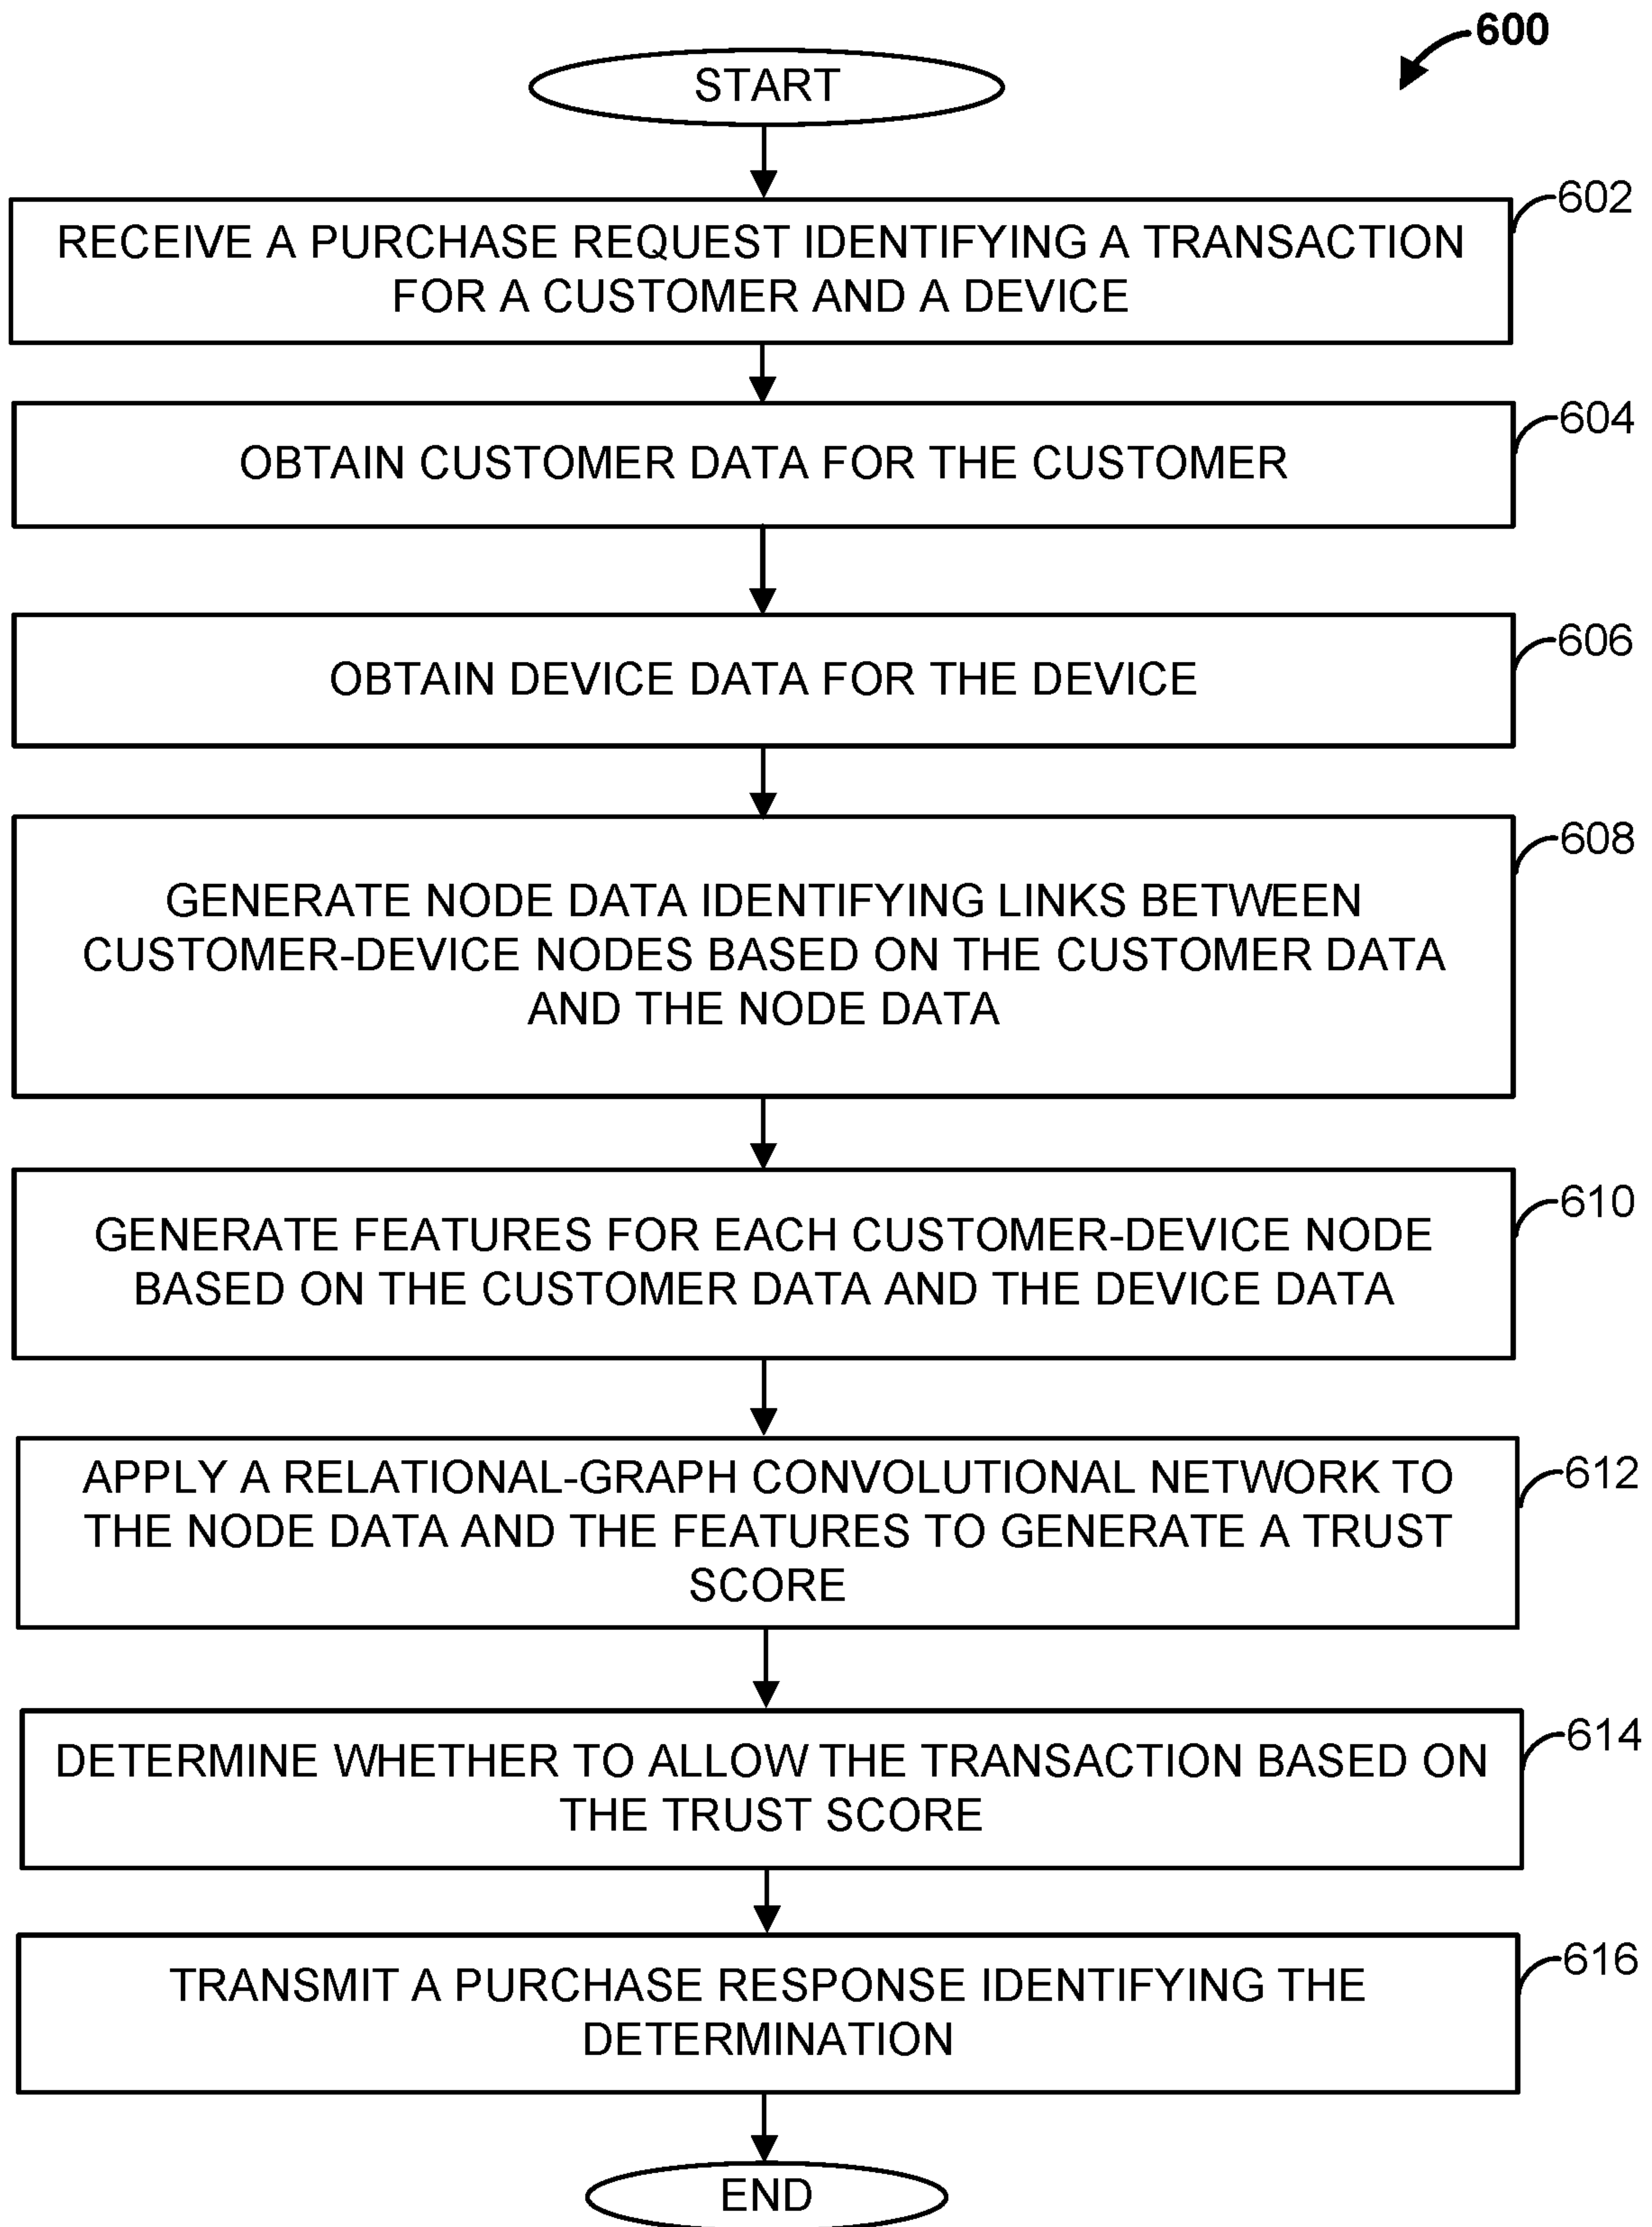 600
START
602
RECEIVE A PURCHASE REQUEST IDENTIFYING A TRANSACTION
FOR A CUSTOMER AND A DEVICE
604
OBTAIN CUSTOMER DATA FOR THE CUSTOMER
606
OBTAIN DEVICE DATA FOR THE DEVICE
608
GENERATE NODE DATA IDENTIFYING LINKS BETWEEN
CUSTOMER-DEVICE NODES BASED ON THE CUSTOMER DATA
AND THE NODE DATA
610
GENERATE FEATURES FOR EACH CUSTOMER-DEVICE NODE
BASED ON THE CUSTOMER DATA AND THE DEVICE DATA
612
APPLY A RELATIONAL-GRAPH CONVOLUTIONAL NETWORK TO
THE NODE DATA AND THE FEATURES TO GENERATE A TRUST
SCORE
614
DETERMINE WHETHER TO ALLOW THE TRANSACTION BASED ON
THE TRUST SCORE
616
TRANSMIT A PURCHASE RESPONSE IDENTIFYING THE
DETERMINATION
END